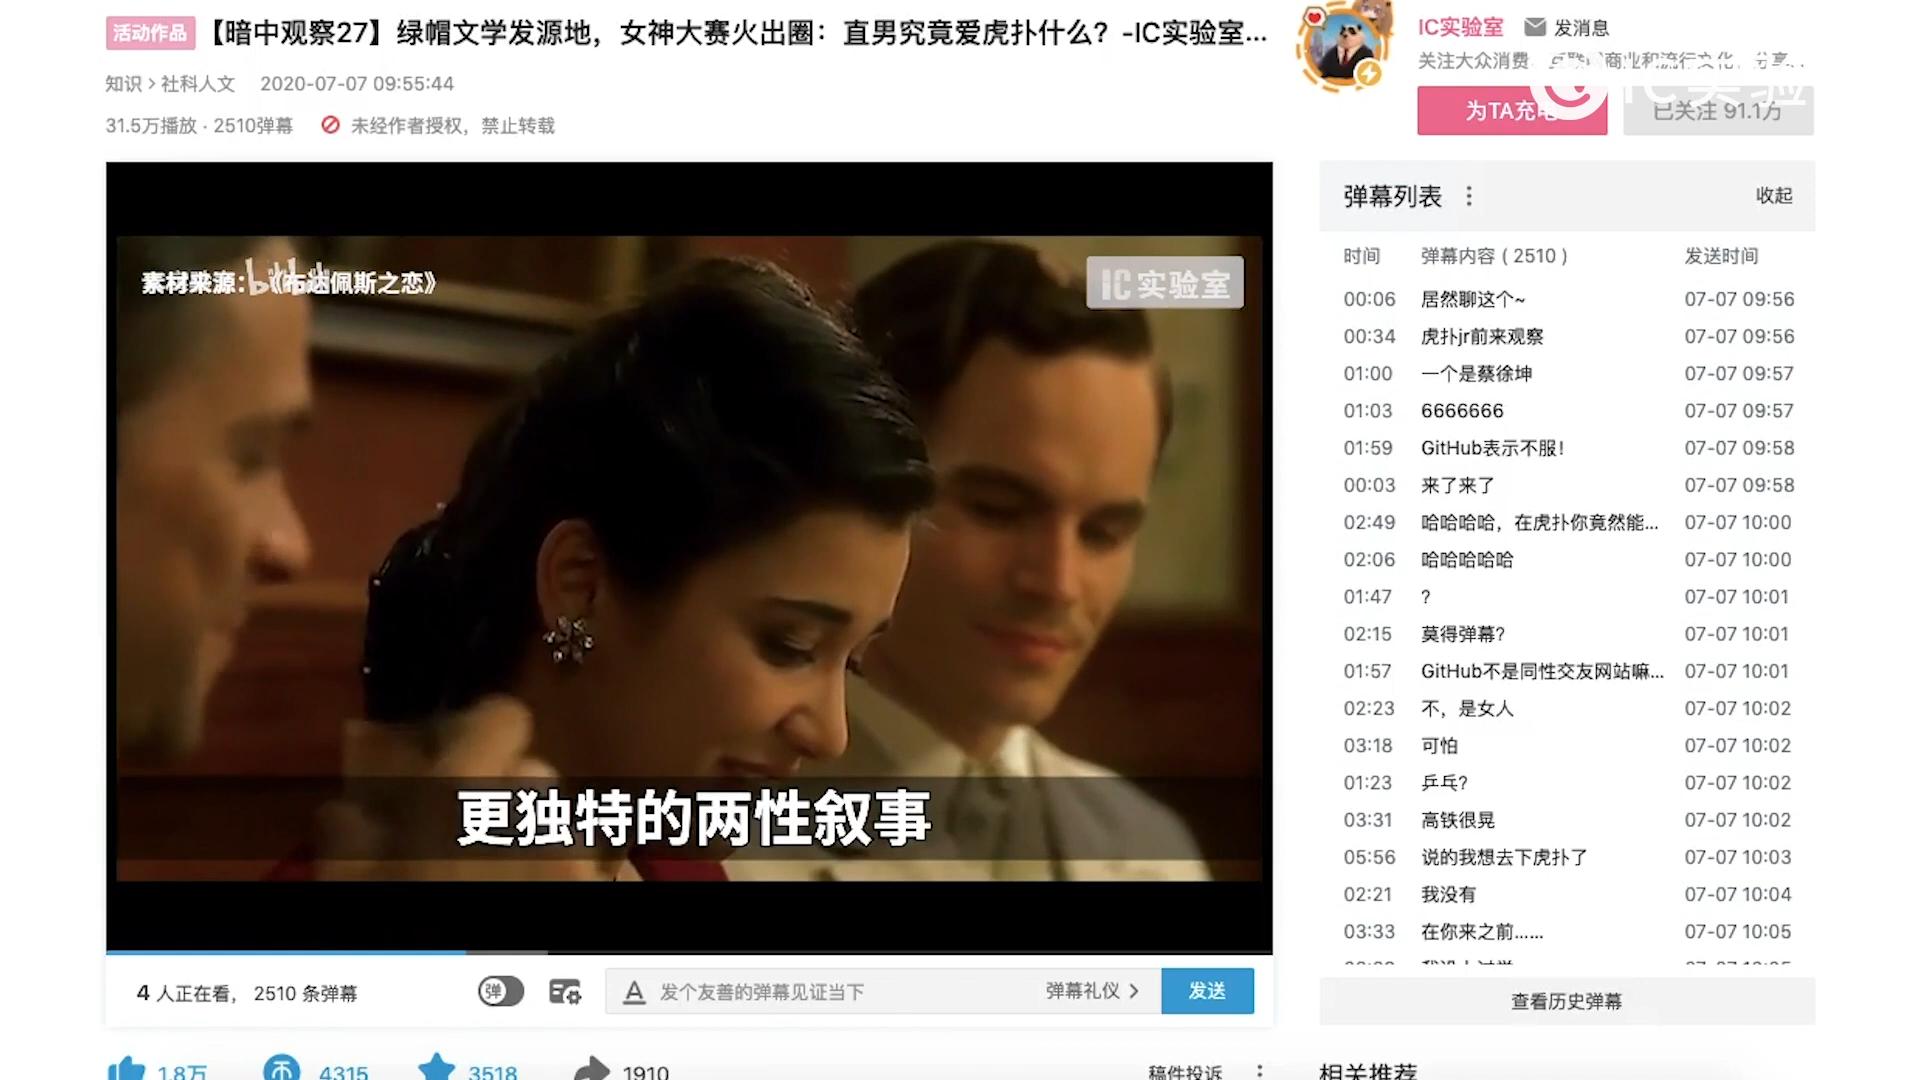 活动作品 【暗中观察27】绿帽文学发源地，女神大赛火出圈：直男究竟爱虎扑什么？-IC实验室...
知识 > 社科人文 2020-07-07 09:55:44
31.5万播放 · 2510弹幕 未经作者授权，禁止转载
IC实验室 发消息
关注大众消费
为TA充电
已关注 91.1万
素材来源：《布达佩斯之恋》
IC实验室
更独特的两性叙事
4 人正在看， 2510 条弹幕
弹
A 发个友善的弹幕见证当下 弹幕礼仪 > 发送
1.8万 4315 3518 1910 稿件投诉
弹幕列表 收起
时间 弹幕内容 ( 2510 ) 发送时间
00:06 居然聊这个~ 07-07 09:56
00:34 虎扑jr前来观察 07-07 09:56
01:00 一个是蔡徐坤 07-07 09:57
01:03 6666666 07-07 09:57
01:59 GitHub表示不服！ 07-07 09:58
00:03 来了来了 07-07 09:58
02:49 哈哈哈哈，在虎扑你竟然能... 07-07 10:00
02:06 哈哈哈哈哈 07-07 10:00
01:47 ? 07-07 10:01
02:15 莫得弹幕? 07-07 10:01
01:57 GitHub不是同性交友网站嘛... 07-07 10:01
02:23 不，是女人 07-07 10:02
03:18 可怕 07-07 10:02
01:23 乒乓? 07-07 10:02
03:31 高铁很晃 07-07 10:02
05:56 说的我想去下虎扑了 07-07 10:03
02:21 我没有 07-07 10:04
03:33 在你来之前...... 07-07 10:05
查看历史弹幕
相关推荐